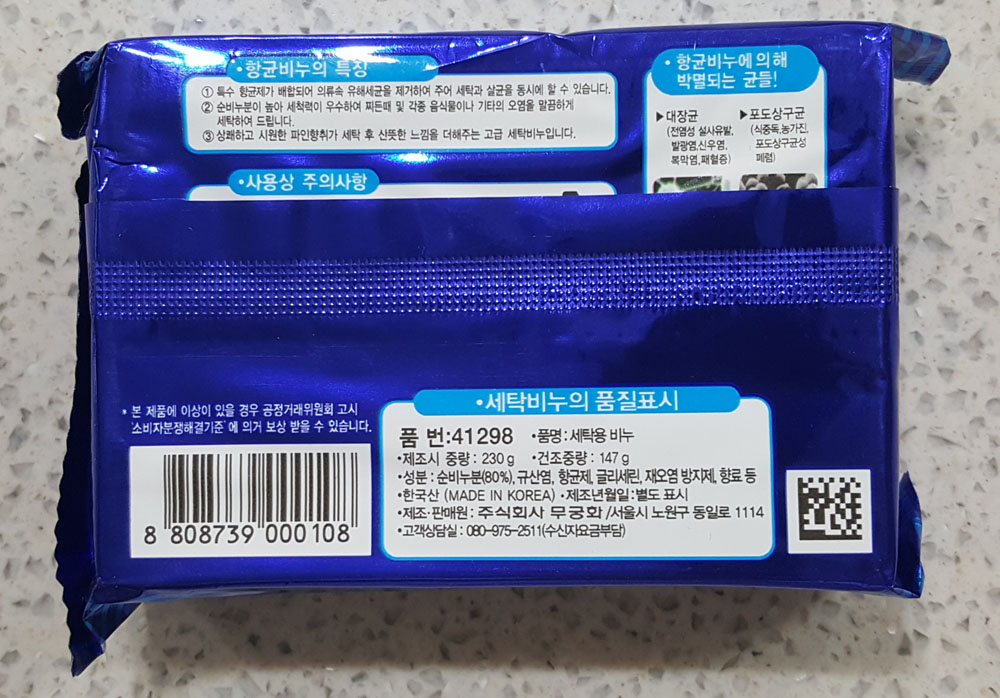 •항균비누의 특징
① 특수 항균제가 배합되어 의류속 유해세균을 제거하여 주어 세탁과 살균을 동시에 할 수 있습니다.
② 순비누분이 높아 세척력이 우수하여 찌든때 및 각종 음식물이나 기타의 오염을 말끔하게
세탁하여 드립니다.
③ 상쾌하고 시원한 파인향취가 세탁 후 산뜻한 느낌을 더해주는 고급 세탁비누입니다.
•항균비누에 의해
박멸되는 균들!
▶대장균
(전염성 설사유발,
발광염,신우염,
복막염,패혈증)
▶포도상구균
(식중독,농가진,
포도상구균성
폐렴)
•사용상 주의사항
* 본 제품에 이상이 있을 경우 공정거래위원회 고시
'소비자분쟁해결기준'에 의거 보상 받을 수 있습니다.
8 808739 000108
•세탁비누의 품질표시
품 번:41298 •품명:세탁용 비누
•제조시 중량: 230g •건조중량: 147g
•성분: 순비누분(80%), 규산염, 항균제, 글리세린, 재오염 방지제, 향료 등
•한국산 (MADE IN KOREA) •제조년월일:별도 표시
•제조·판매원: 주식회사 무궁화/서울시 노원구 동일로 1114
•고객상담실: 080-975-2511(수신자요금부담)